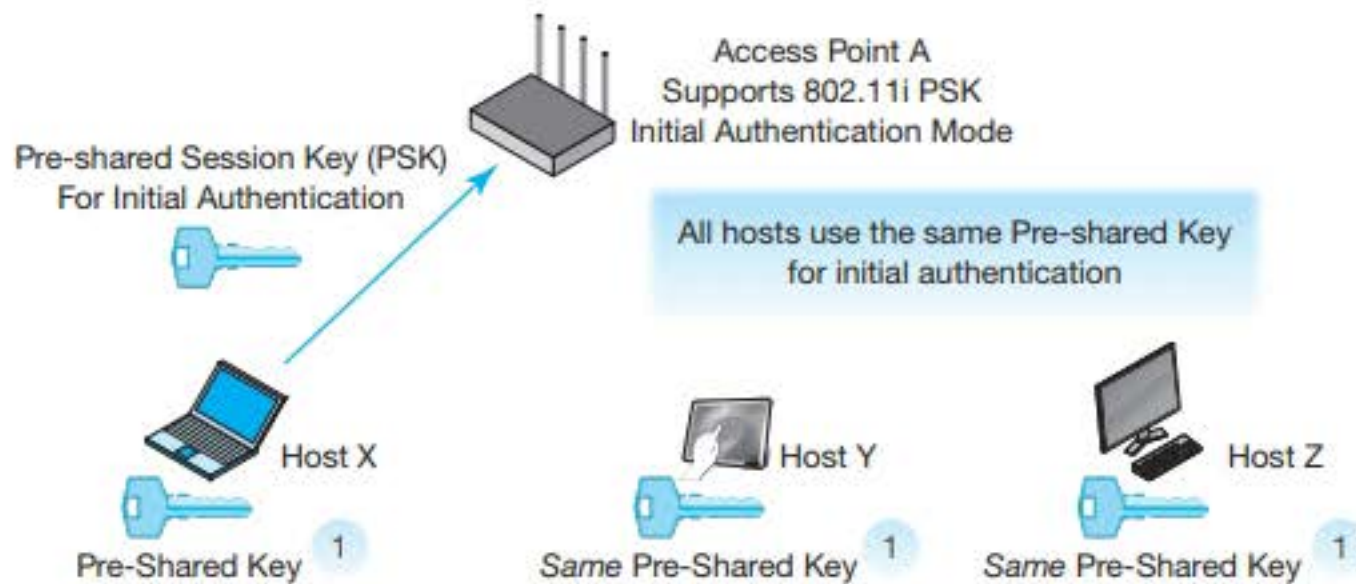 Access Point A
Supports 802.11i PSK
Initial Authentication Mode
Pre-shared Session Key (PSK)
For Initial Authentication
All hosts use the same Pre-shared Key
for initial authentication
Host X
Host Y
Host Z
Pre-Shared Key 1
Same Pre-Shared Key 1
Same Pre-Shared Key 1